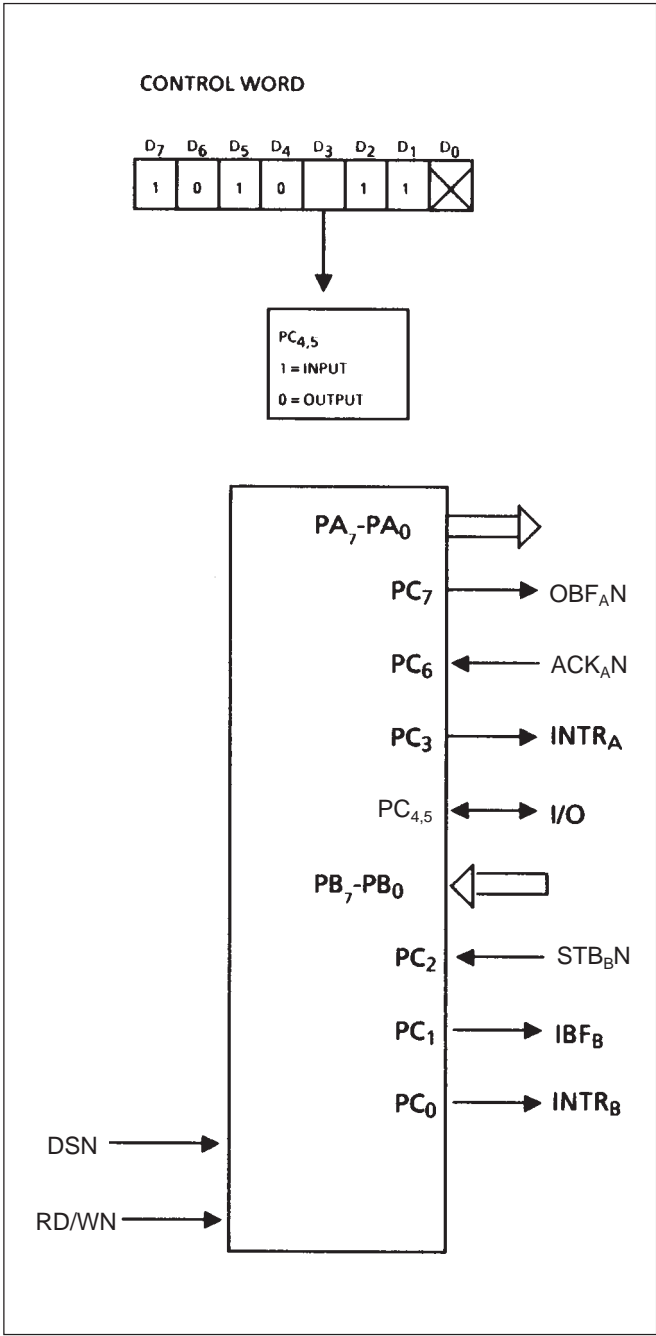 CONTROL WORD
D7 D6 D5 D4 D3 D2 D1 D0
1 0 1 0 1 1
PC4,5
1 = INPUT
0 = OUTPUT
PA7-PA0
PC7 OBFAN
PC6 ACKAN
PC3 INTRA
PC4,5 I/O
PB7-PB0
PC2 STBBN
PC1 IBFB
PC0 INTRB
DSN
RD/WN